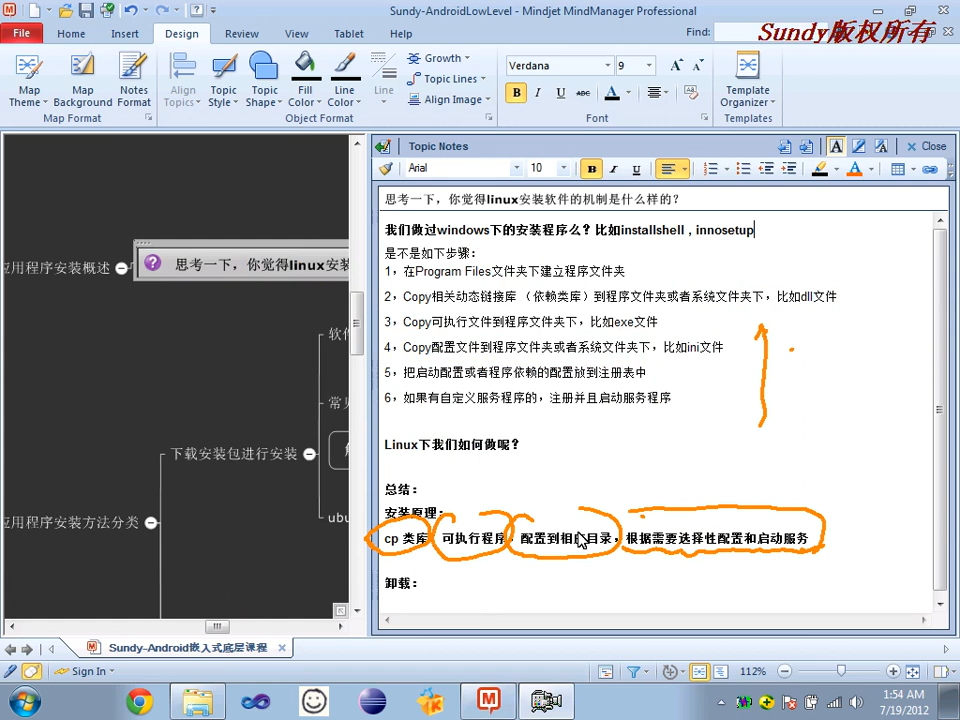 Sundy-AndroidLowLevel - Mindjet MindManager Professional
File
Home
Insert
Design
Review
View
Tablet
Help
Find:
Sundy版权所有
Map Theme
Map Background
Notes Format
Align Topics
Topic Style
Topic Shape
Fill Color
Line Color
Line
Growth
Topic Lines
Align Image
Verdana
9
B I U ABC A
Template Organizer
Map Format
Object Format
Font
Templates
Topic Notes
Close
Arial
10
B I U
思考一下，你觉得linux安装软件的机制是什么样的？
我们做过windows下的安装程序么？比如installshell , innosetup
是不是如下步骤：
1，在Program Files文件夹下建立程序文件夹
2，Copy相关动态链接库 （依赖类库）到程序文件夹或者系统文件夹下，比如dll文件
3，Copy可执行文件到程序文件夹下，比如exe文件
4，Copy配置文件到程序文件夹或者系统文件夹下，比如ini文件
5，把启动配置或者程序依赖的配置放到注册表中
6，如果有自定义服务程序的，注册并且启动服务程序
Linux下我们如何做呢？
总结：
安装原理：
cp 类库，可执行程序，配置到相应目录，根据需要选择性配置和启动服务
卸载：
应用程序安装概述
思考一下，你觉得linux安装
软件
常见
下载安装包进行安装
应用程序安装方法分类
ubu
Sundy-Android嵌入式底层课程
Sign In
112%
1:54 AM
7/19/2012